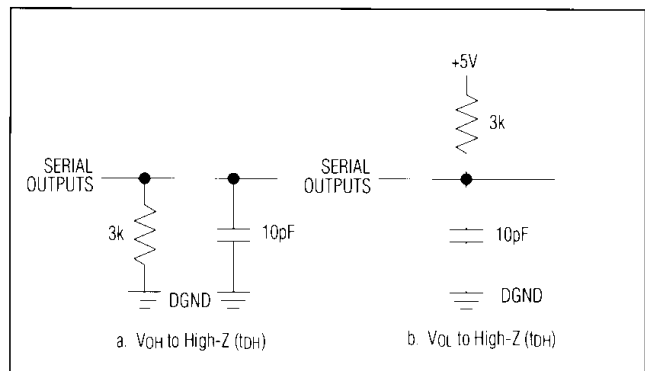 +5V
3k
SERIAL
OUTPUTS
3k
10pF
DGND
a. VOH to High-Z (tDH)
SERIAL
OUTPUTS
10pF
DGND
b. VOL to High-Z (tDH)